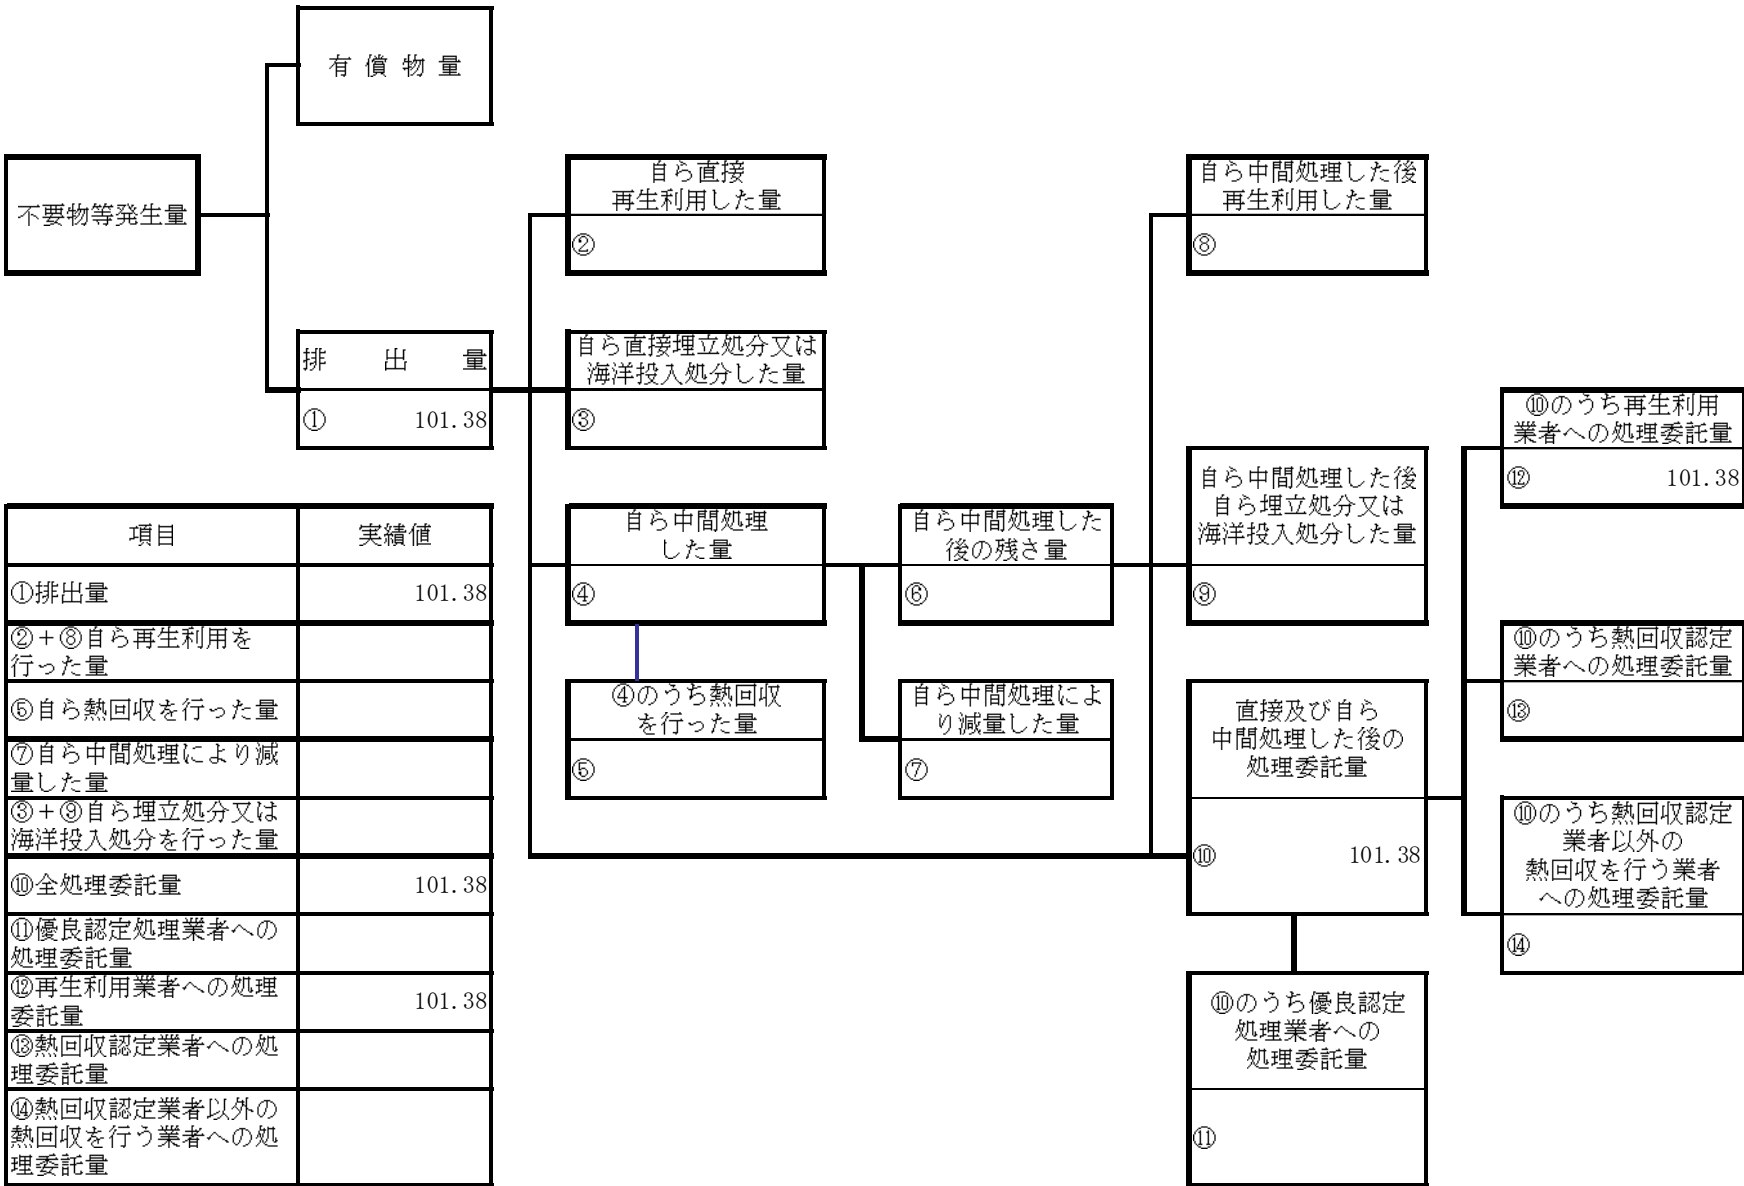 有償物量
不要物等発生量
自ら直接
再生利用した量
②
自ら中間処理した後
再生利用した量
⑧
排出量
① 101.38
自ら直接埋立処分又は
海洋投入処分した量
③
⑩のうち再生利用
業者への処理委託量
⑫ 101.38
自ら中間処理
した量
④
自ら中間処理した
後の残さ量
⑥
自ら中間処理した後
自ら埋立処分又は
海洋投入処分した量
⑨
⑩のうち熱回収認定
業者への処理委託量
⑬
④のうち熱回収
を行った量
⑤
自ら中間処理によ
り減量した量
⑦
直接及び自ら
中間処理した後の
処理委託量
⑩ 101.38
⑩のうち熱回収認定
業者以外の
熱回収を行う業者
への処理委託量
⑭
⑩のうち優良認定
処理業者への
処理委託量
⑪
項目 実績値
①排出量 101.38
②+⑧自ら再生利用を
行った量
⑤自ら熱回収を行った量
⑦自ら中間処理により減
量した量
③+⑨自ら埋立処分又は
海洋投入処分を行った量
⑩全処理委託量 101.38
⑪優良認定処理業者への
処理委託量
⑫再生利用業者への処理
委託量 101.38
⑬熱回収認定業者への処
理委託量
⑭熱回収認定業者以外の
熱回収を行う業者への処
理委託量